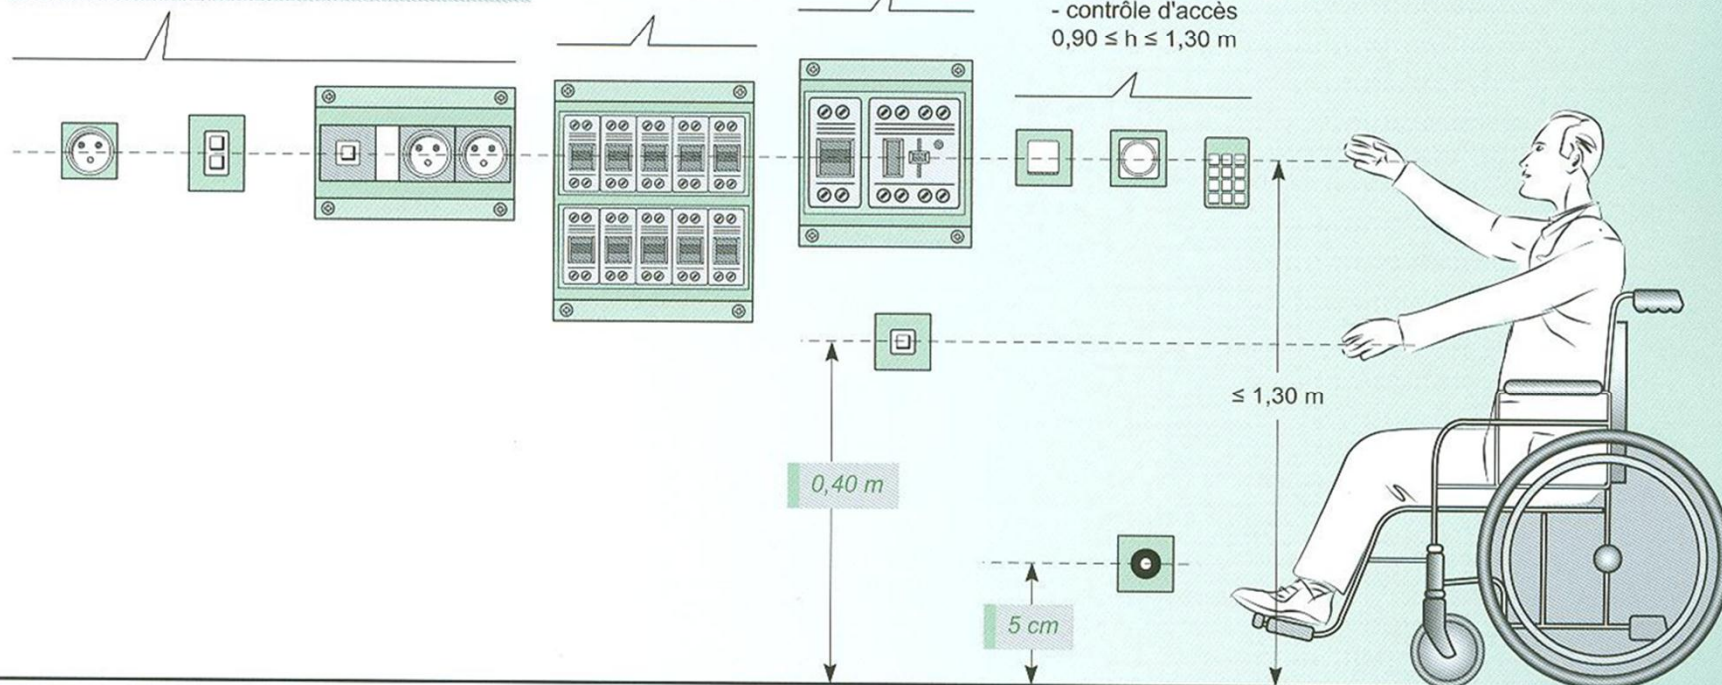 - contrôle d'accès
0,90 ≤ h ≤ 1,30 m
≤ 1,30 m
0,40 m
5 cm